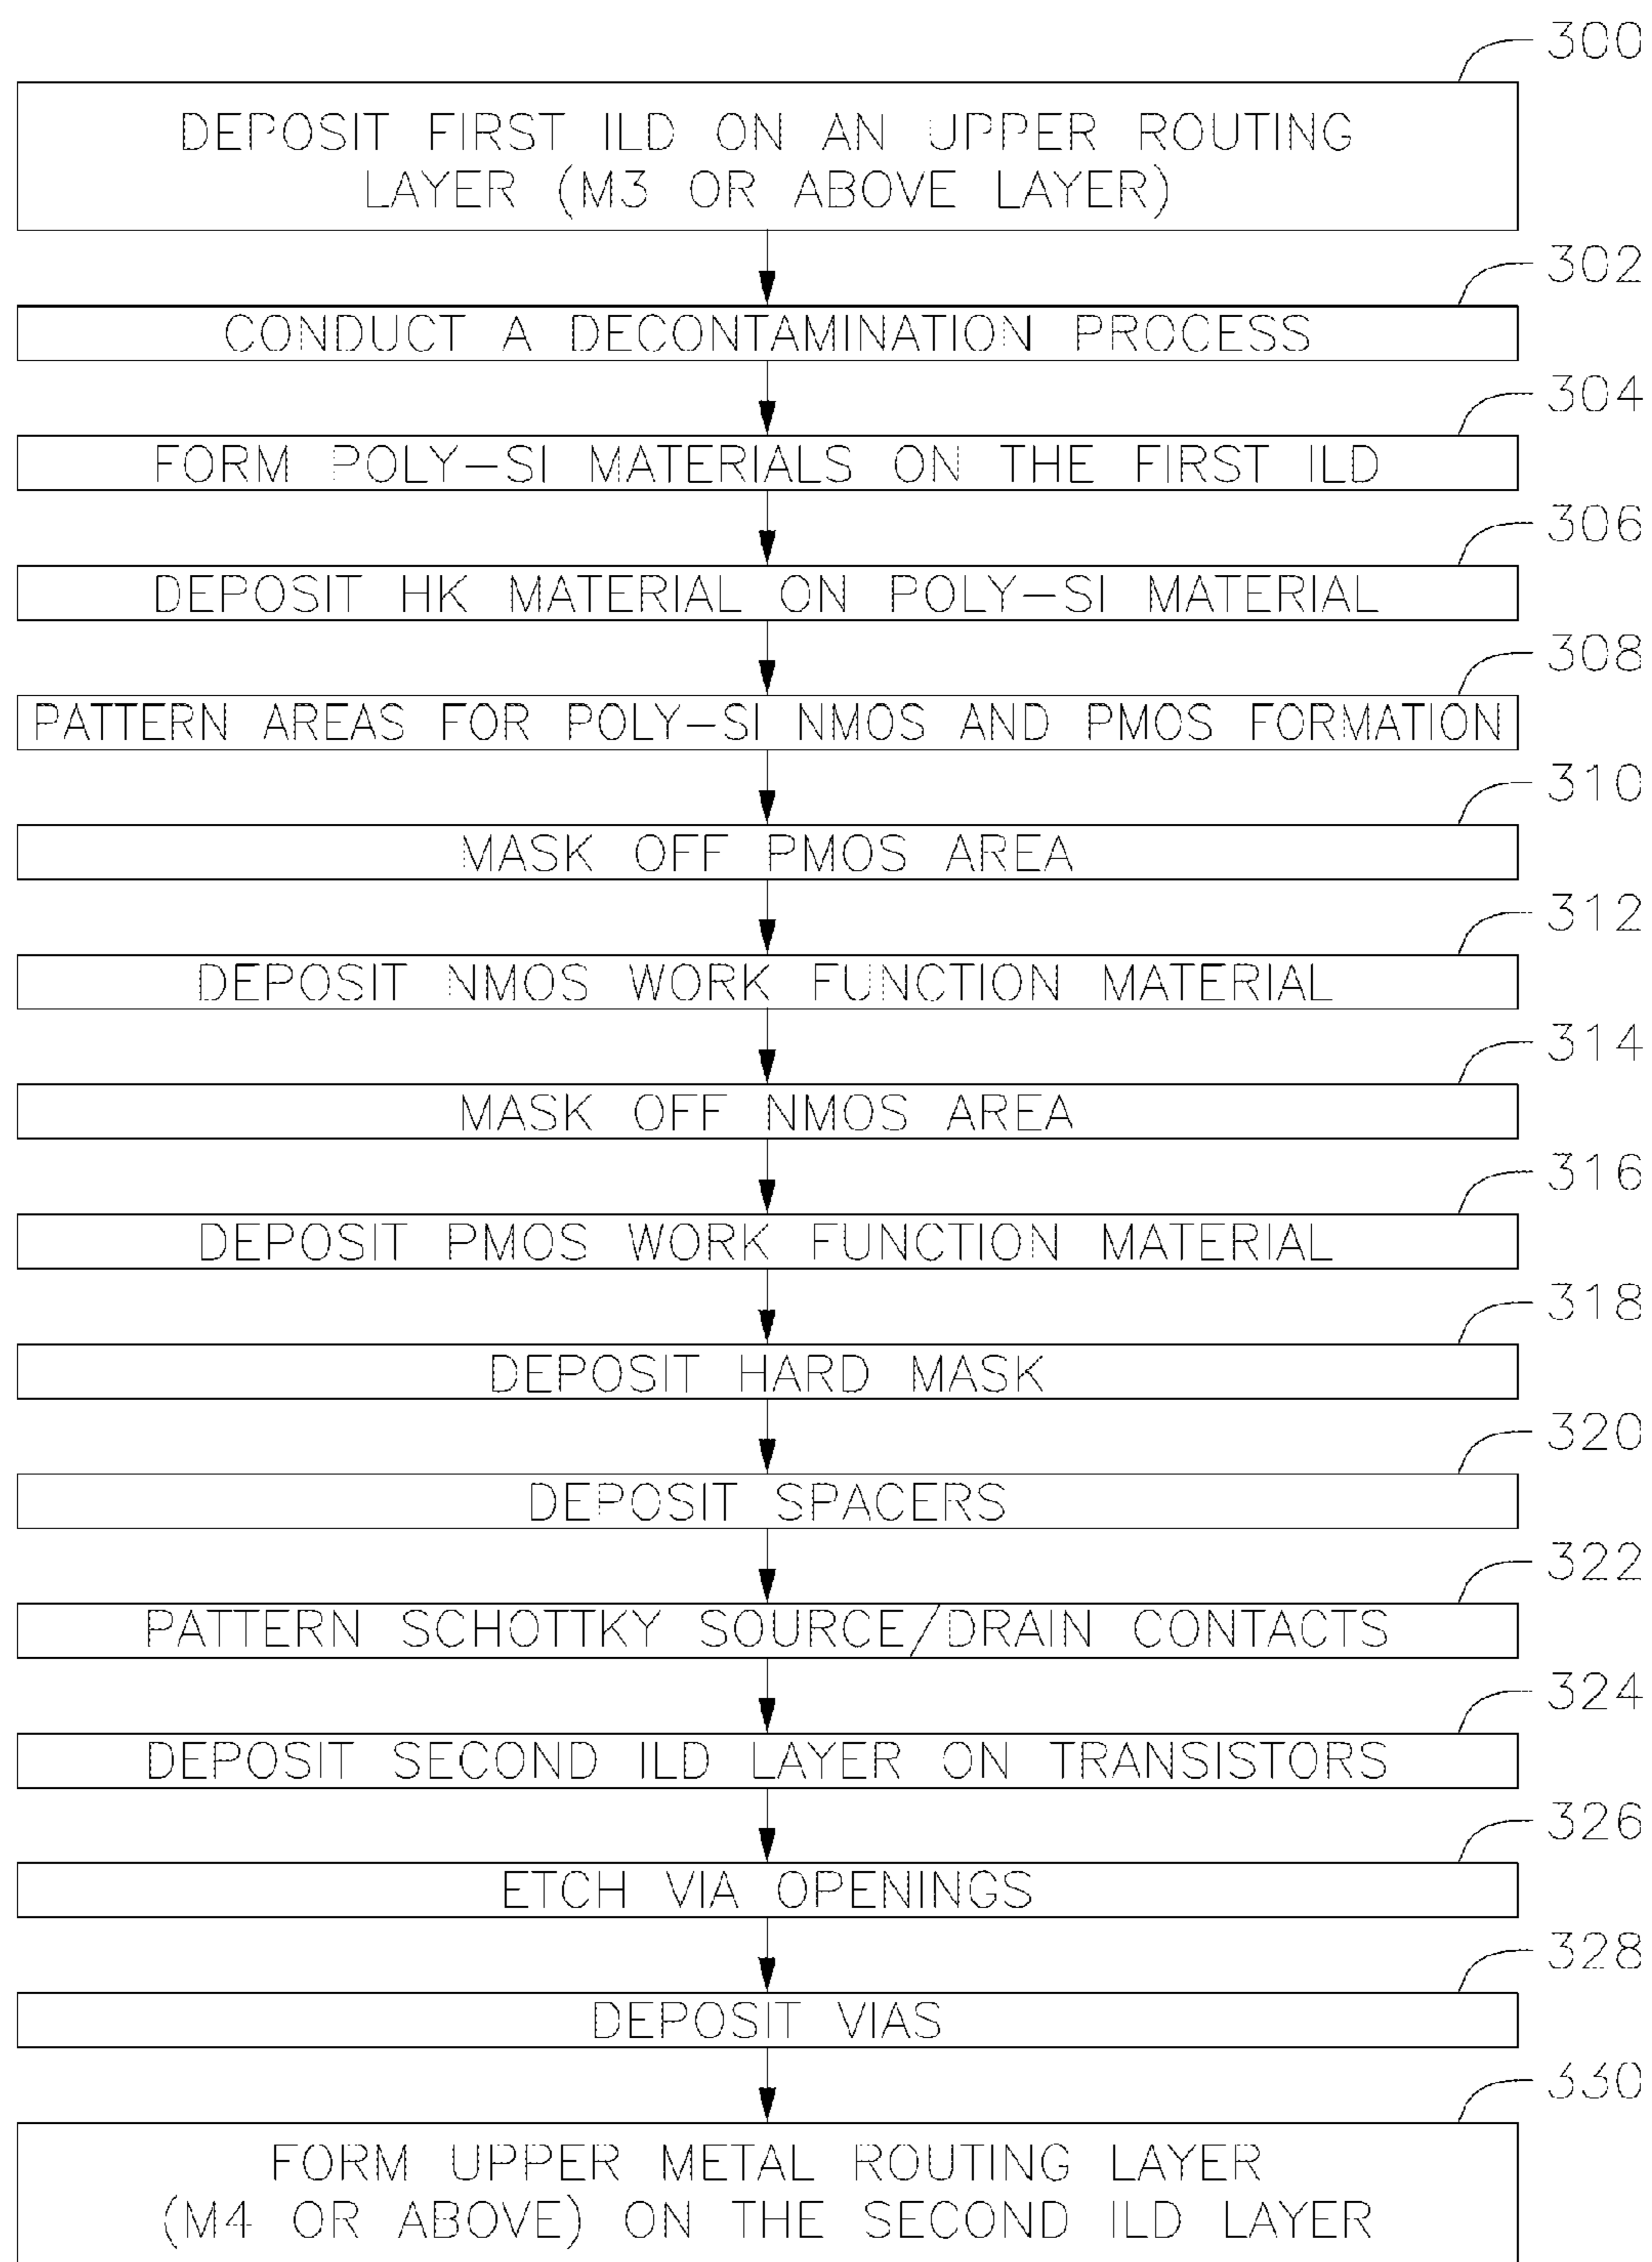 300
DEPOSIT FIRST ILD ON AN UPPER ROUTING
LAYER (M3 OR ABOVE LAYER)
302
CONDUCT A DECONTAMINATION PROCESS
304
FORM POLY-SI MATERIALS ON THE FIRST ILD
306
DEPOSIT HK MATERIAL ON POLY-SI MATERIAL
308
PATTERN AREAS FOR POLY-SI NMOS AND PMOS FORMATION
310
MASK OFF PMOS AREA
312
DEPOSIT NMOS WORK FUNCTION MATERIAL
314
MASK OFF NMOS AREA
316
DEPOSIT PMOS WORK FUNCTION MATERIAL
318
DEPOSIT HARD MASK
320
DEPOSIT SPACERS
322
PATTERN SCHOTTKY SOURCE/DRAIN CONTACTS
324
DEPOSIT SECOND ILD LAYER ON TRANSISTORS
326
ETCH VIA OPENINGS
328
DEPOSIT VIAS
330
FORM UPPER METAL ROUTING LAYER
(M4 OR ABOVE) ON THE SECOND ILD LAYER